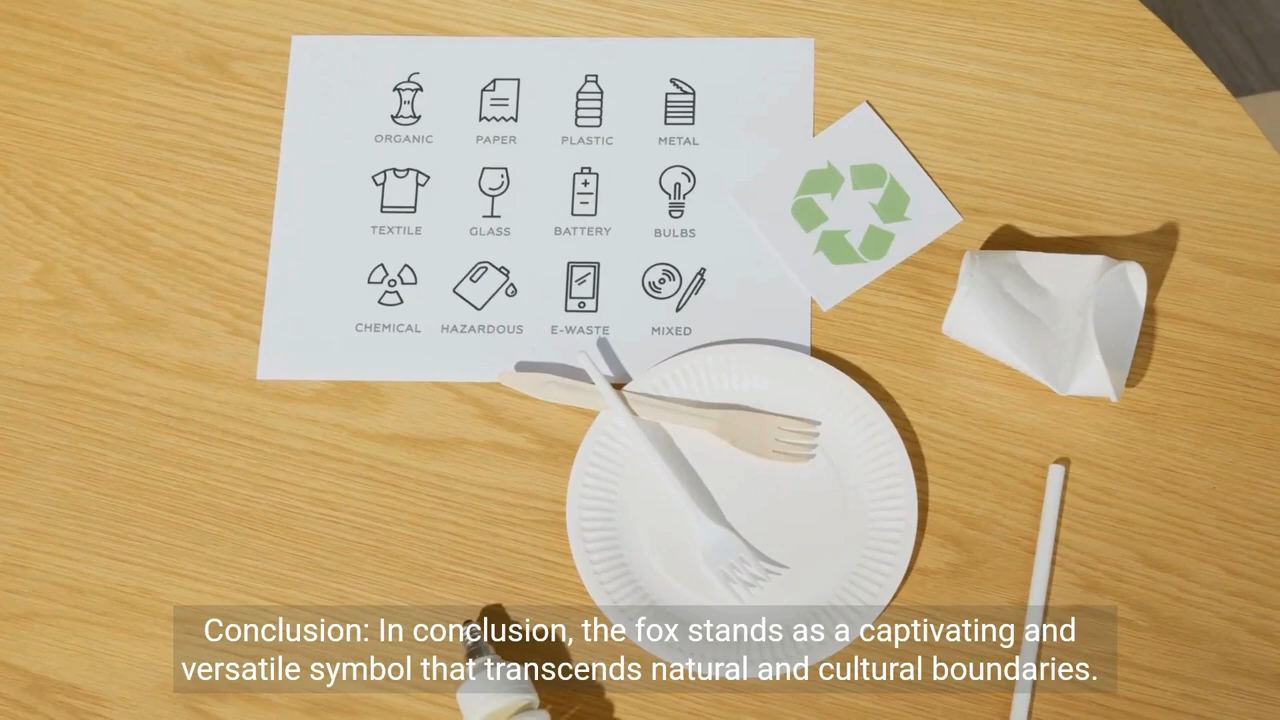 ORGANIC PAPER PLASTIC METAL
TEXTILE GLASS BATTERY BULBS
CHEMICAL HAZARDOUS E-WASTE MIXED
Conclusion: In conclusion, the fox stands as a captivating and
versatile symbol that transcends natural and cultural boundaries.